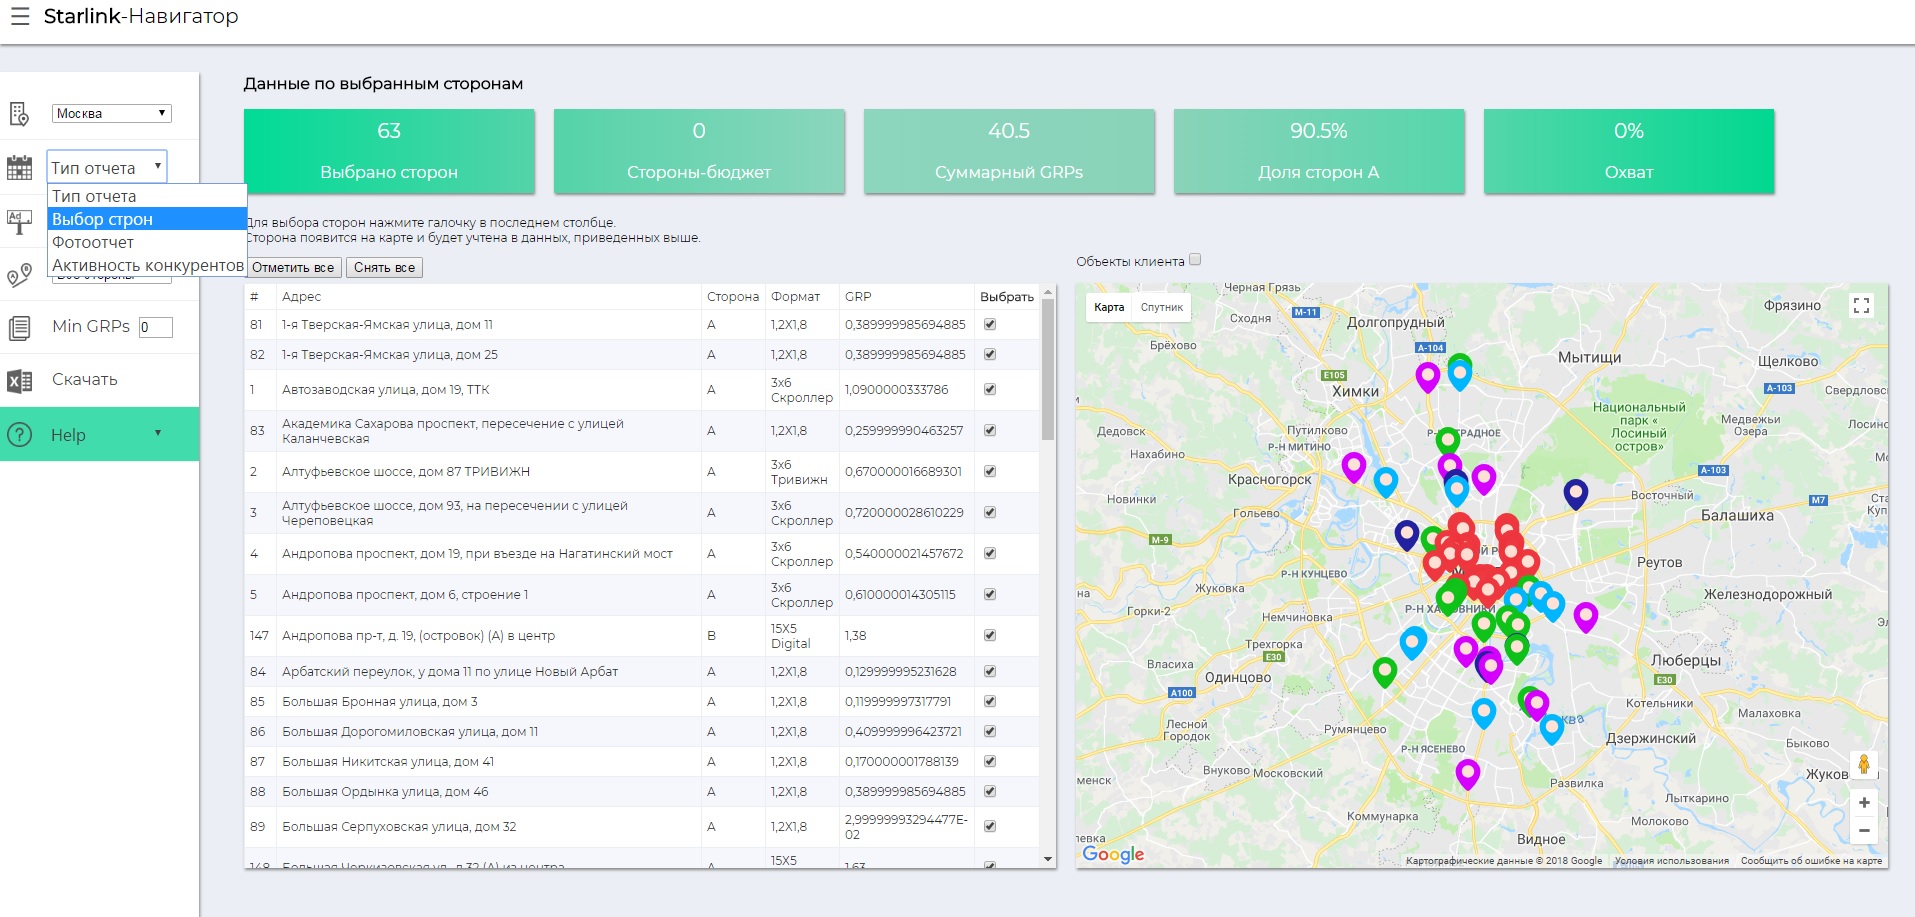 Starlink-Навигатор
Москва
Тип отчета
Тип отчета
Выбор строн
Фотоотчет
Активность конкурентов
Min GRPs 0
Скачать
Help
Данные по выбранным сторонам
63
Выбрано сторон
0
Стороны-бюджет
40.5
Суммарный GRPs
90.5%
Доля сторон А
0%
Охват
Для выбора сторон нажмите галочку в последнем столбце.
Сторона появится на карте и будет учтена в данных, приведенных выше.
Отметить все Снять все
Объекты клиента
# Адрес Сторона Формат GRP Выбрать
81 1-я Тверская-Ямская улица, дом 11 A 1,2X1,8 0,389999985694885
82 1-я Тверская-Ямская улица, дом 25 A 1,2X1,8 0,389999985694885
1 Автозаводская улица, дом 19, ТТК A 3x6 Скроллер 1,0900000333786
83 Академика Сахарова проспект, пересечение с улицей Каланчевская A 1,2X1,8 0,259999990463257
2 Алтуфьевское шоссе, дом 87 ТРИВИЖН A 3x6 Тривижн 0,670000016689301
3 Алтуфьевское шоссе, дом 93, на пересечении с улицей Череповецкая A 3x6 Скроллер 0,720000028610229
4 Андропова проспект, дом 19, при въезде на Нагатинский мост A 3x6 Скроллер 0,540000021457672
5 Андропова проспект, дом 6, строение 1 A 3x6 Скроллер 0,610000014305115
147 Андропова пр-т, д. 19, (островок) (А) в центр B 15X5 Digital 1,38
84 Арбатский переулок, у дома 11 по улице Новый Арбат A 1,2X1,8 0,129999995231628
85 Большая Бронная улица, дом 3 A 1,2X1,8 0,119999997317791
86 Большая Дорогомиловская улица, дом 11 A 1,2X1,8 0,409999996423721
87 Большая Никитская улица, дом 41 A 1,2X1,8 0,170000001788139
88 Большая Ордынка улица, дом 46 A 1,2X1,8 0,389999985694885
89 Большая Серпуховская улица, дом 32 A 1,2X1,8 2,99999993294477E-02
148 Большая Черкизовская ул., д.32 (А) из центра A 15X5 1,63
Карта Спутник
Черная Грязь
Фрязино
М-11
Сходня
Долгопрудный
Брёхово
А-104
Мытищи
Щелково
Е105
Химки
А-103
Свердловс
Национальный
парк «
Лосиный
остров»
Медвежьи
Озера
Лосино
Путилково
Дедовск
Р-Н МИТИНО
Нахабино
А-103
Красногорск
Восточный
Новинки
М7
Гольево
Балашиха
М-9
Реутов
Р-Н КУНЦЕВО
Жуковка
Железнодорожный
на
Горки-2
Немчиновка
Трехгорка
Е30
Власиха
Люберцы
Одинцово
Е30
А100
Котельники
Малаховка
Лесной
Городок
Румянцево
Дзержинский
Р-Н ЯСЕНЕВО
Быково
Внуково
Московский
Жуков
менск
Развилка
Лыткарино
Коммунарка
Молоково
Видное
левка
Google
Картографические данные © 2018 Google Условия использования Сообщить об ошибке на карте